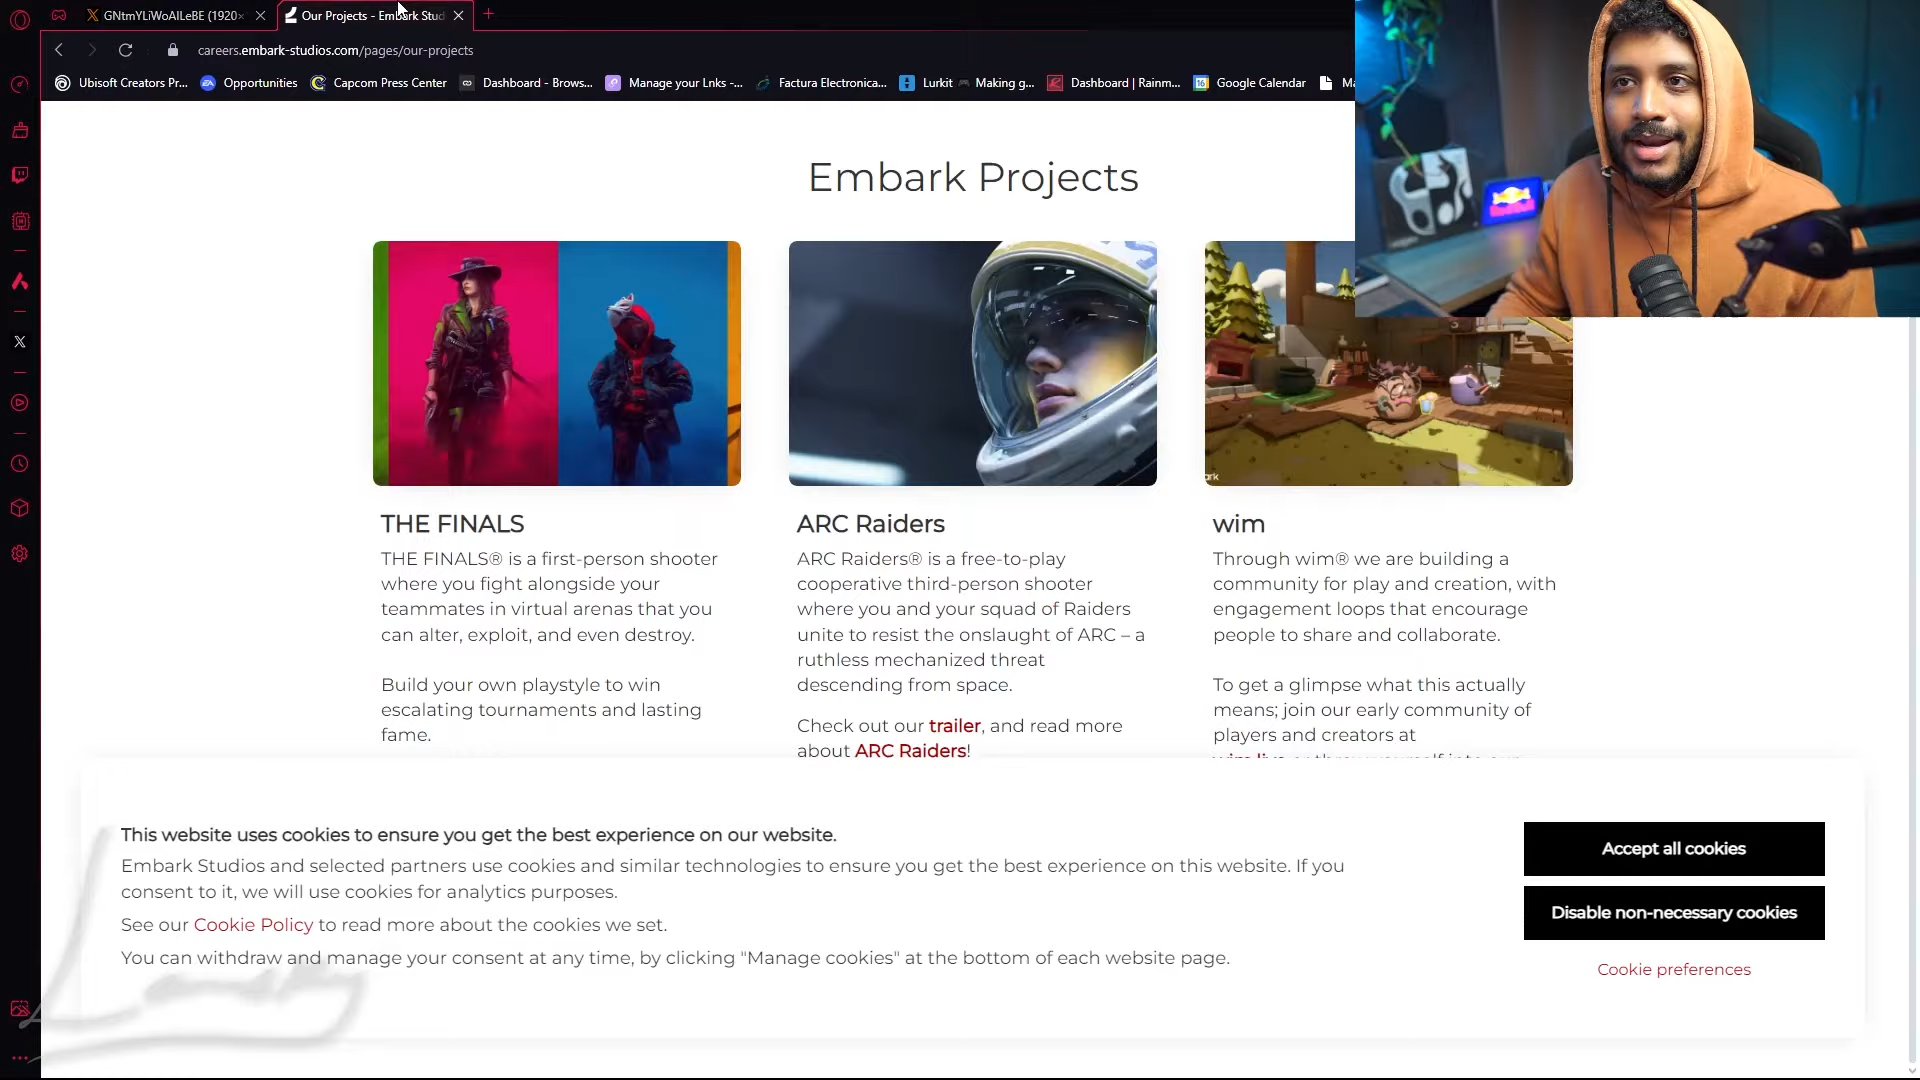 GNtmYLiWoAILeBE (1920×
Our Projects - Embark Stud
careers.embark-studios.com/pages/our-projects
Ubisoft Creators Pr... Opportunities Capcom Press Center Dashboard - Brows... Manage your Lnks -... Factura Electronica... Lurkit Making g... Dashboard | Rainm... 16 Google Calendar Ma
Embark Projects
THE FINALS
THE FINALS® is a first-person shooter
where you fight alongside your
teammates in virtual arenas that you
can alter, exploit, and even destroy.
Build your own playstyle to win
escalating tournaments and lasting
fame.
ARC Raiders
ARC Raiders® is a free-to-play
cooperative third-person shooter
where you and your squad of Raiders
unite to resist the onslaught of ARC – a
ruthless mechanized threat
descending from space.
Check out our trailer, and read more
about ARC Raiders!
wim
Through wim® we are building a
community for play and creation, with
engagement loops that encourage
people to share and collaborate.
To get a glimpse what this actually
means; join our early community of
players and creators at
This website uses cookies to ensure you get the best experience on our website.
Embark Studios and selected partners use cookies and similar technologies to ensure you get the best experience on this website. If you
consent to it, we will use cookies for analytics purposes.
See our Cookie Policy to read more about the cookies we set.
You can withdraw and manage your consent at any time, by clicking "Manage cookies" at the bottom of each website page.
Accept all cookies
Disable non-necessary cookies
Cookie preferences